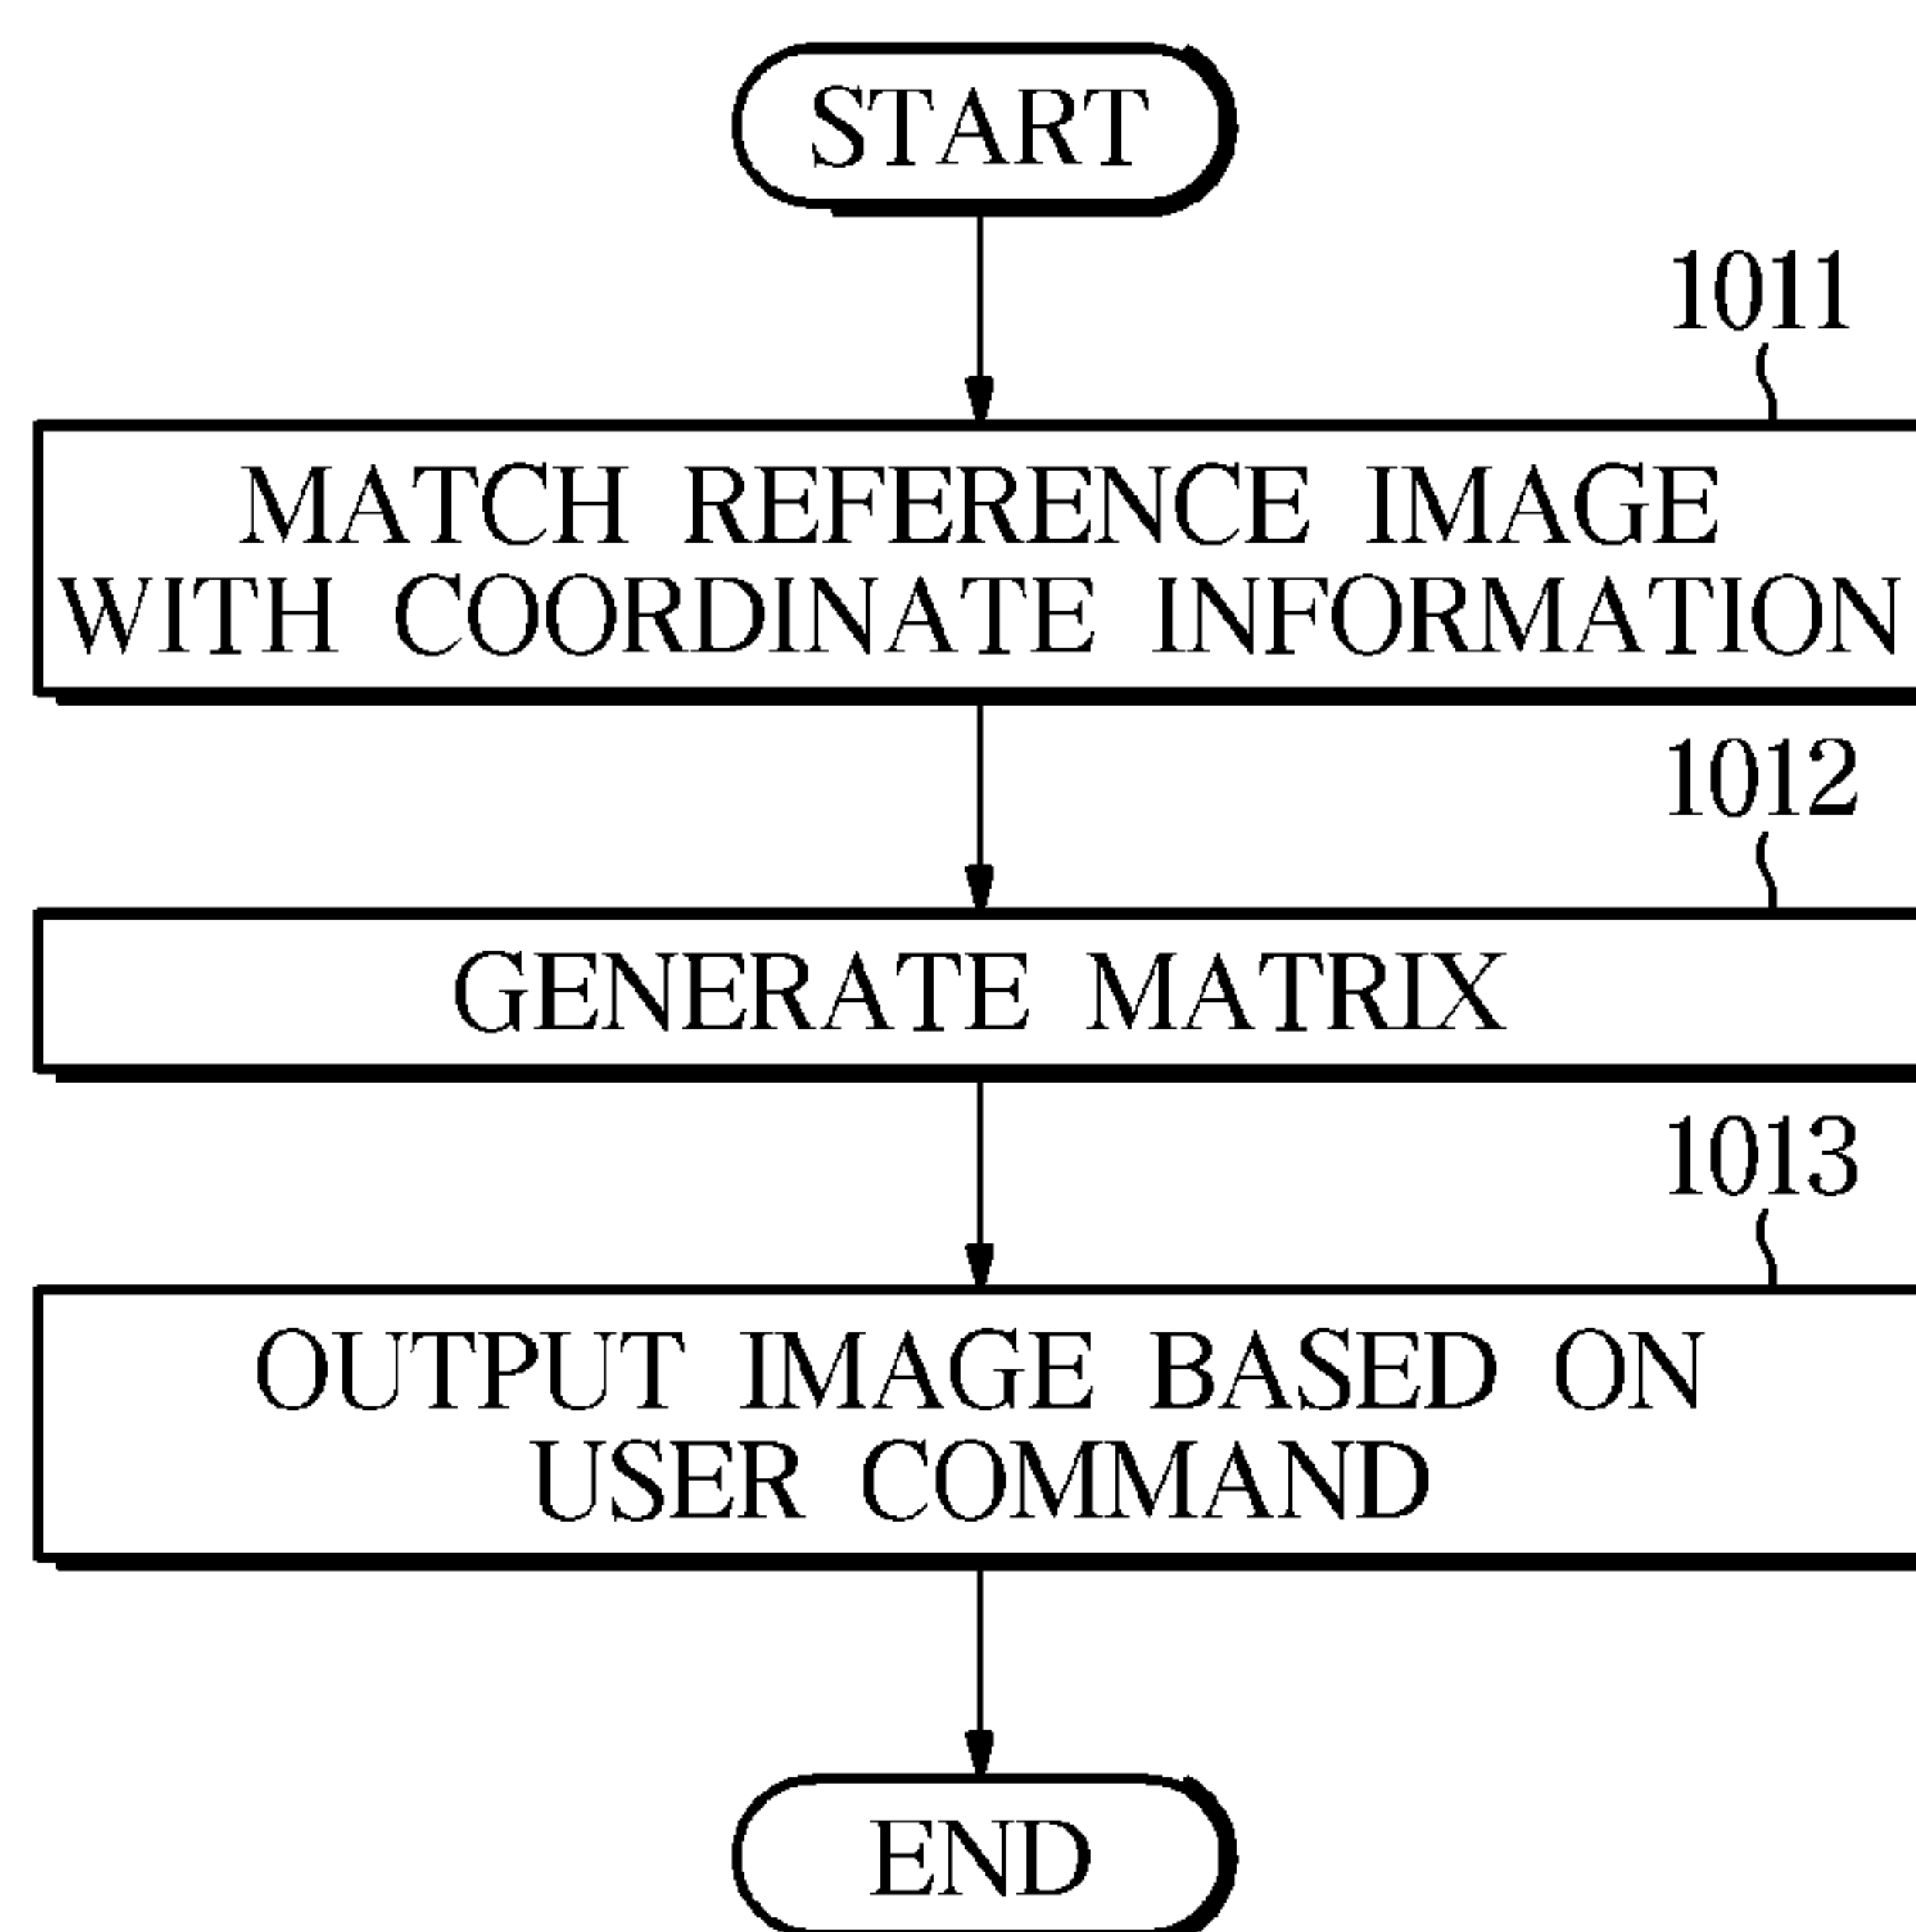 START
1011
MATCH REFERENCE IMAGE
WITH COORDINATE INFORMATION
1012
GENERATE MATRIX
1013
OUTPUT IMAGE BASED ON
USER COMMAND
END